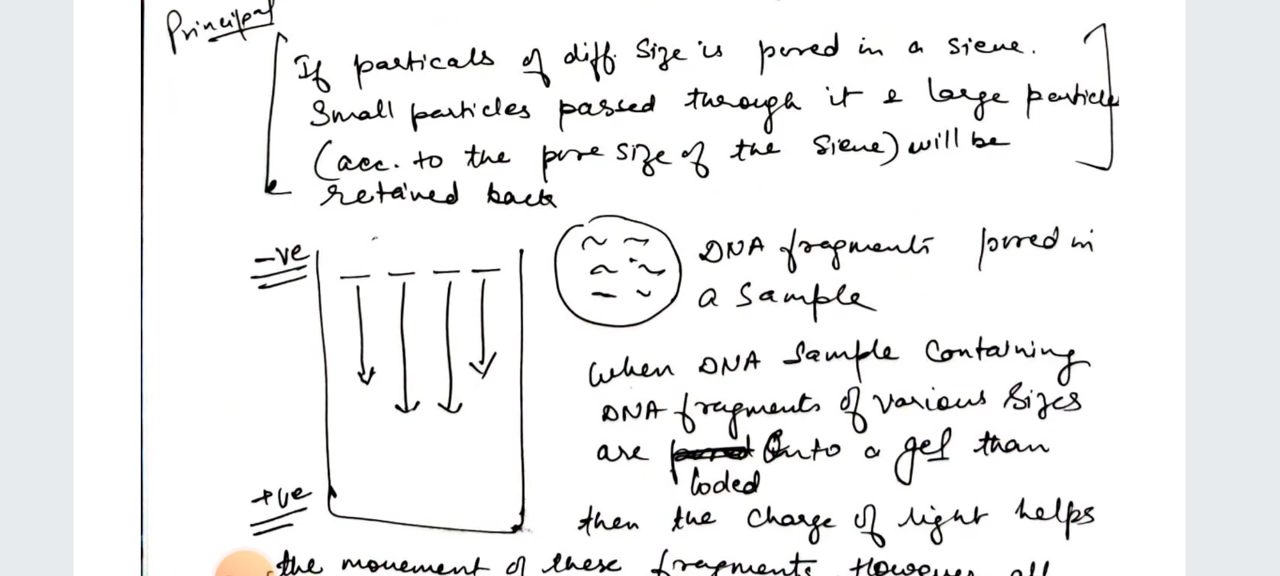 Principal
If particals of diff. Size is pored in a sieve.
Small particles passed through it & large particle
(acc. to the pore size of the Sieve) will be
retained back
-ve
DNA fragments pored in
a sample
When DNA Sample Containing
DNA fragments of various Sizes
are Onto a gel than
loded
+ve
then the charge of light helps
the movement of these fragments. However all